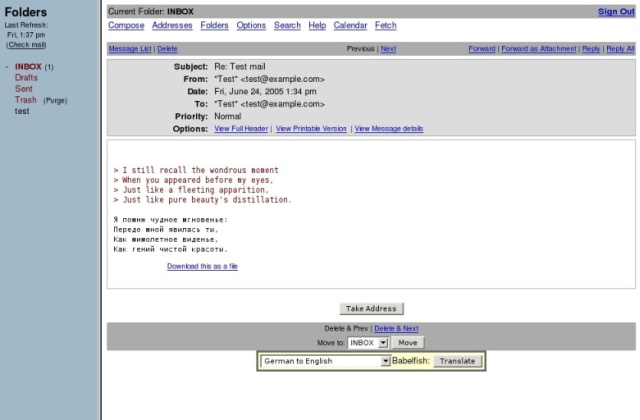 Folders
Last Refresh:
Fri, 1:37 pm
(Check mail)
- INBOX (1)
Drafts
Sent
Trash (Purge)
test
Current Folder: INBOX Sign Out
Compose Addresses Folders Options Search Help Calendar Fetch
Message List | Delete Previous | Next Forward | Forward as Attachment | Reply | Reply All
Subject: Re: Test mail
From: "Test" <test@example.com>
Date: Fri, June 24, 2005 1:34 pm
To: "Test" <test@example.com>
Priority: Normal
Options: View Full Header | View Printable Version | View Message details
> I still recall the wondrous moment
> When you appeared before my eyes,
> Just like a fleeting apparition,
> Just like pure beauty's distillation.
Я помню чудное мгновенье:
Передо мной явилась ты,
Как мимолетное виденье,
Как гений чистой красоты.
Download this as a file
Take Address
Delete & Prev | Delete & Next
Move to: INBOX Move
German to English Babelfish: Translate